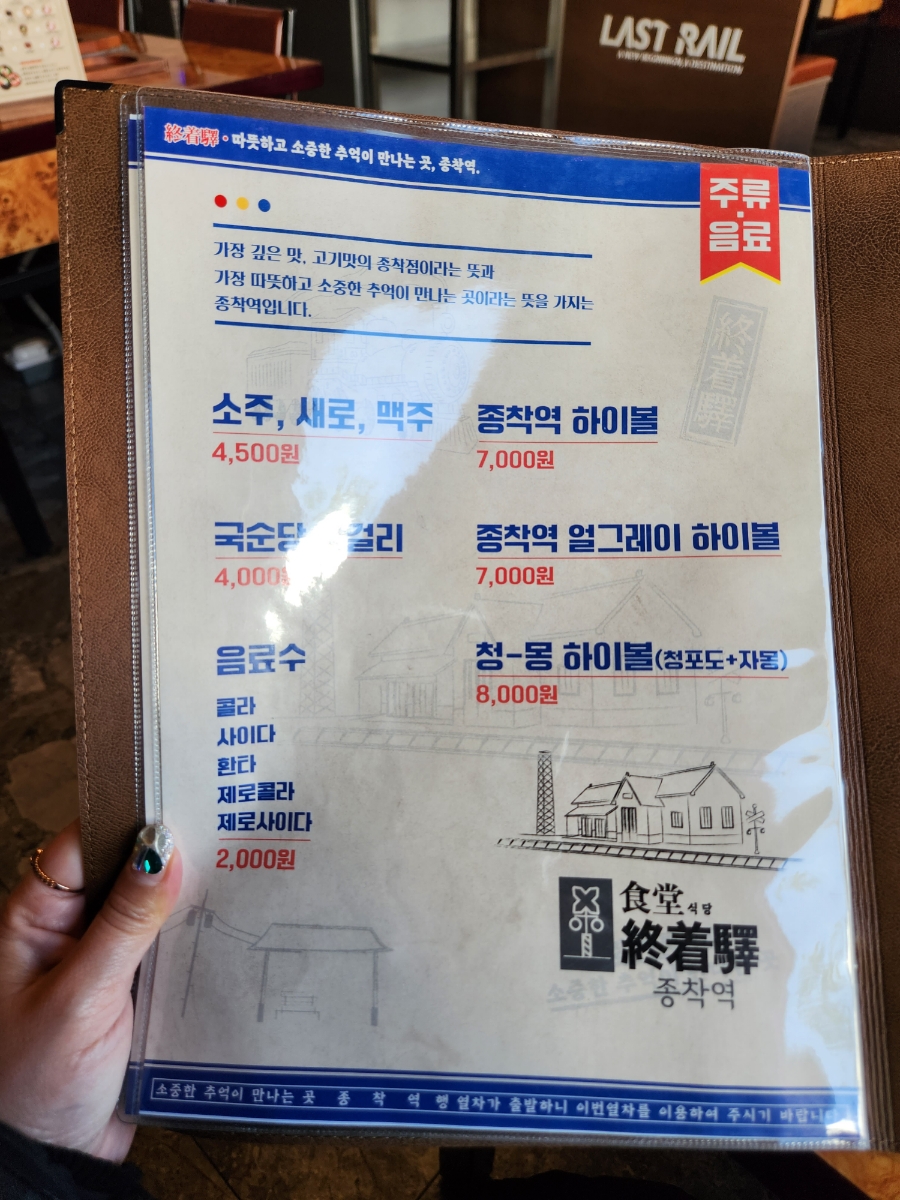 LAST RAIL
A NEW BEGINNING, A DESTINATION
終着驛 · 따뜻하고 소중한 추억이 만나는 곳, 종착역.
주류
·
음료
가장 깊은 맛, 고기맛의 종착점이라는 뜻과
가장 따뜻하고 소중한 추억이 만나는 곳이라는 뜻을 가지는
종착역입니다.
終着驛
소주, 새로, 맥주
4,500원
종착역 하이볼
7,000원
국순당
4,000
종착역 얼그레이 하이볼
7,000원
음료수
콜라
사이다
환타
제로콜라
제로사이다
2,000원
청-몽 하이볼(청포도+자몽)
8,000원
食堂 식당
終着驛
종착역
소중한 추억이 만나는 곳 종 착 역 행 열차가 출발하니 이번열차를 이용하여 주시기 바랍니다